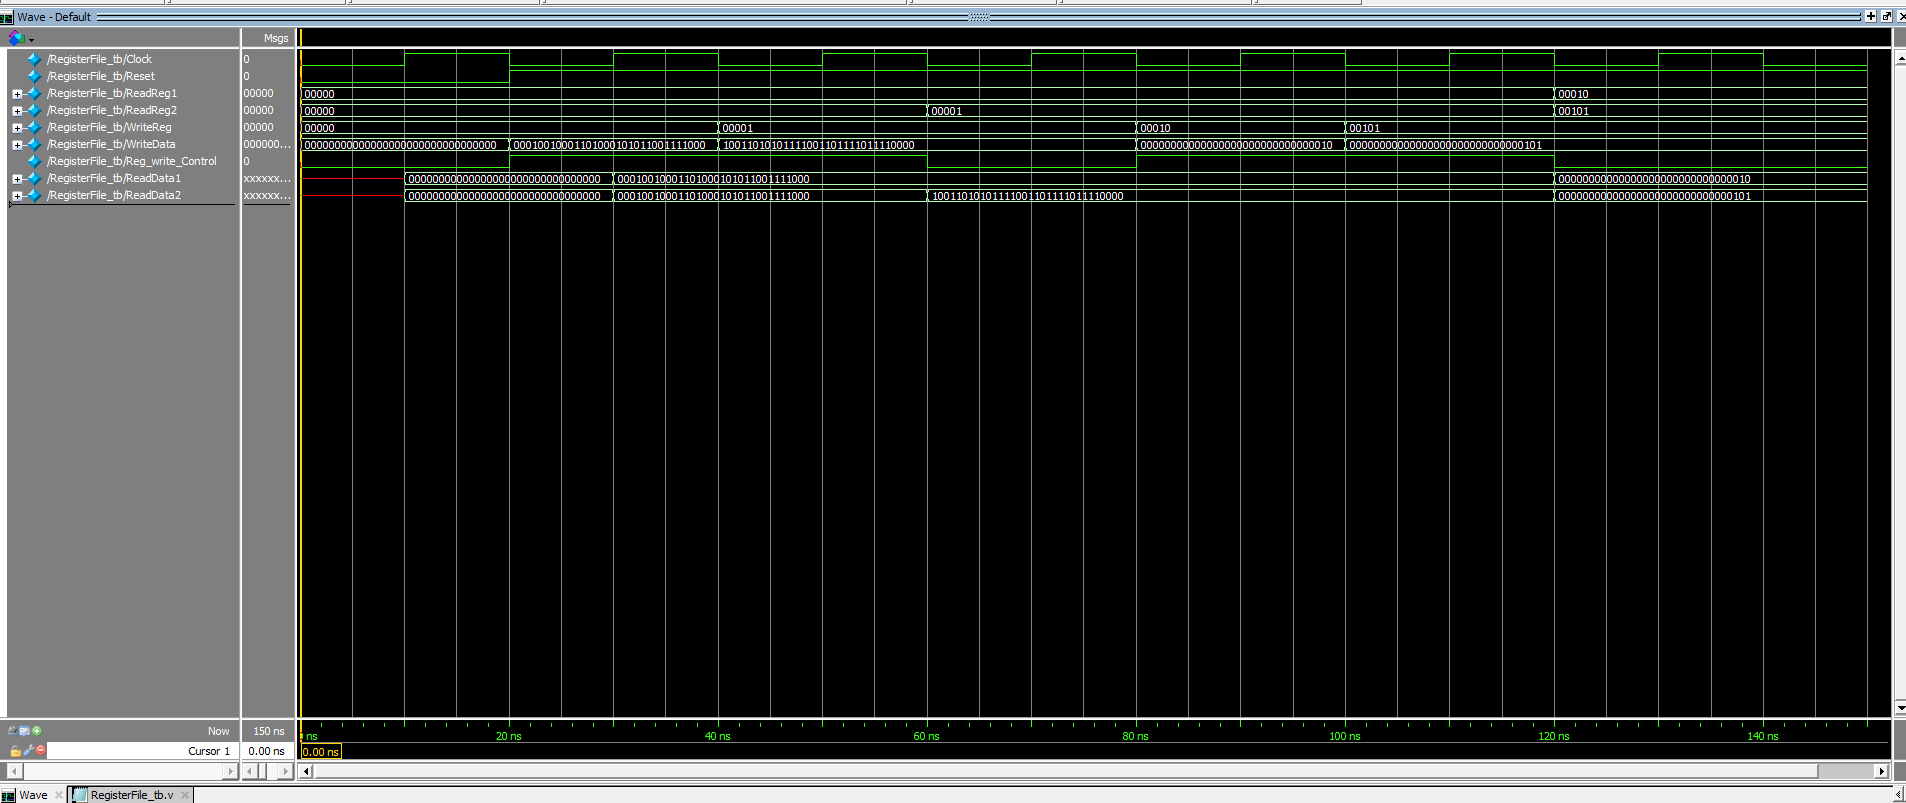 Wave - Default
Msgs
/RegisterFile_tb/Clock 0
/RegisterFile_tb/Reset 0
/RegisterFile_tb/ReadReg1 00000 00000 00010
/RegisterFile_tb/ReadReg2 00000 00000 00001 00101
/RegisterFile_tb/WriteReg 00000 00000 00001 00010 00101
/RegisterFile_tb/WriteData 000000... 00000000000000000000000000000000 00010010001101000101011001111000 10011010101111001101111011110000 00000000000000000000000000000010 00000000000000000000000000000101
/RegisterFile_tb/Reg_write_Control 0
/RegisterFile_tb/ReadData1 xxxxxx... 00000000000000000000000000000000 00010010001101000101011001111000 00000000000000000000000000000010
/RegisterFile_tb/ReadData2 xxxxxx... 00000000000000000000000000000000 00010010001101000101011001111000 10011010101111001101111011110000 00000000000000000000000000000101
Now 150 ns ns 20 ns 40 ns 60 ns 80 ns 100 ns 120 ns 140 ns
Cursor 1 0.00 ns 0.00 ns
Wave RegisterFile_tb.v